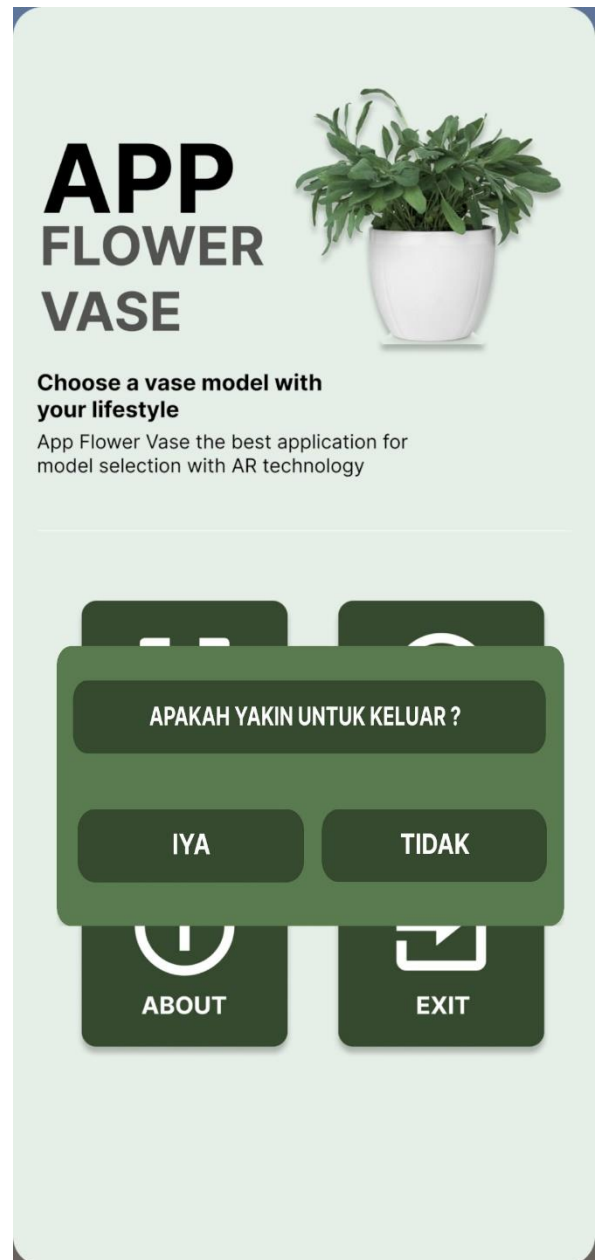 APP
FLOWER
VASE
Choose a vase model with
your lifestyle
App Flower Vase the best application for
model selection with AR technology
APAKAH YAKIN UNTUK KELUAR ?
IYA
TIDAK
ABOUT
EXIT